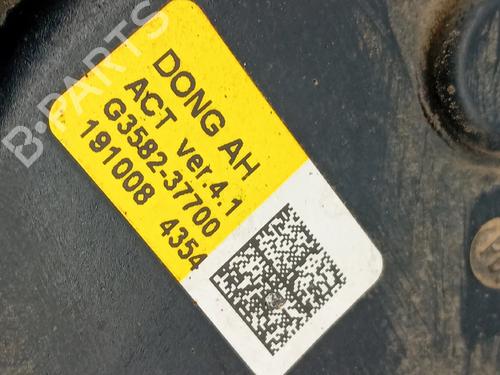 B-PARTS
DONG AH
ACT ver.4.1
G3582-37700
191008 4354